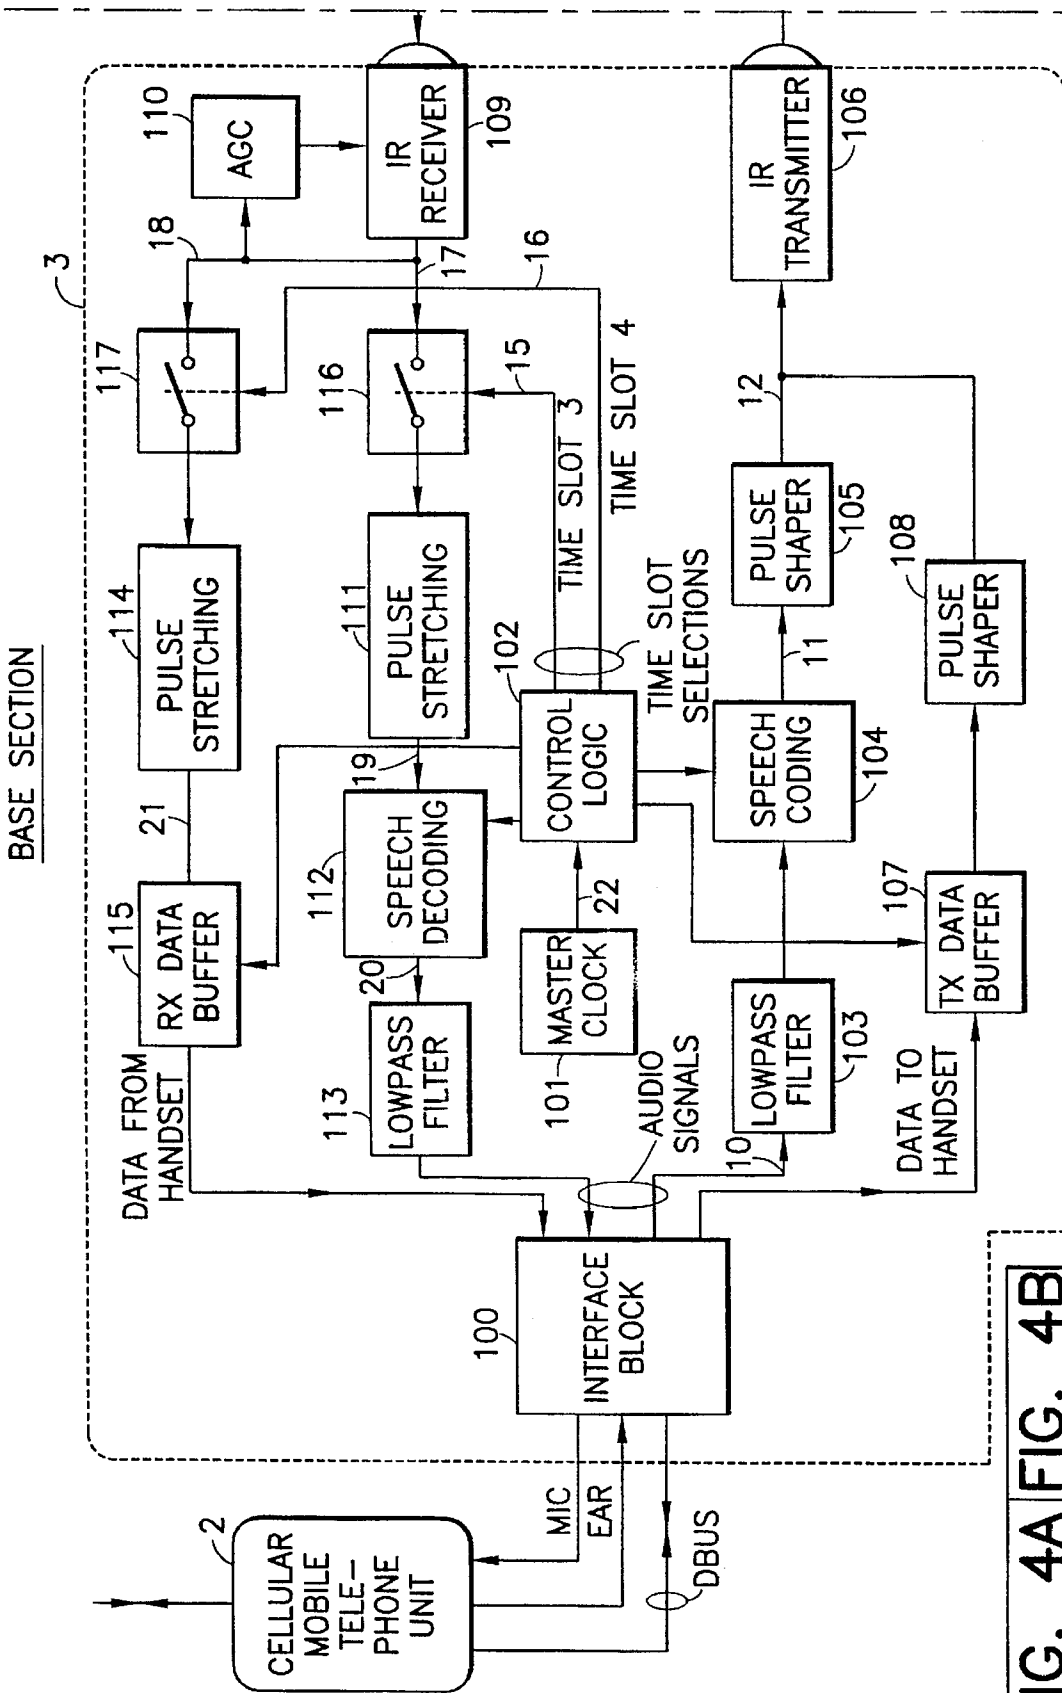 BASE SECTION
3
CELLULAR
MOBILE
TELE-
PHONE
UNIT
2
MIC
EAR
DBUS
100
INTERFACE
BLOCK
DATA FROM
HANDSET
115
RX DATA
BUFFER
21
114
PULSE
STRETCHING
117
18
110
AGC
113
LOWPASS
FILTER
20
112
SPEECH
DECODING
19
111
PULSE
STRETCHING
116
17
IR
RECEIVER
109
16
15
TIME SLOT 3
TIME SLOT 4
101
MASTER
CLOCK
22
102
CONTROL
LOGIC
TIME SLOT
SELECTIONS
AUDIO
SIGNALS
10
LOWPASS
FILTER
103
SPEECH
CODING
104
11
PULSE
SHAPER
105
12
IR
TRANSMITTER
106
DATA TO
HANDSET
107
TX DATA
BUFFER
108
PULSE
SHAPER
4A FIG. 4B